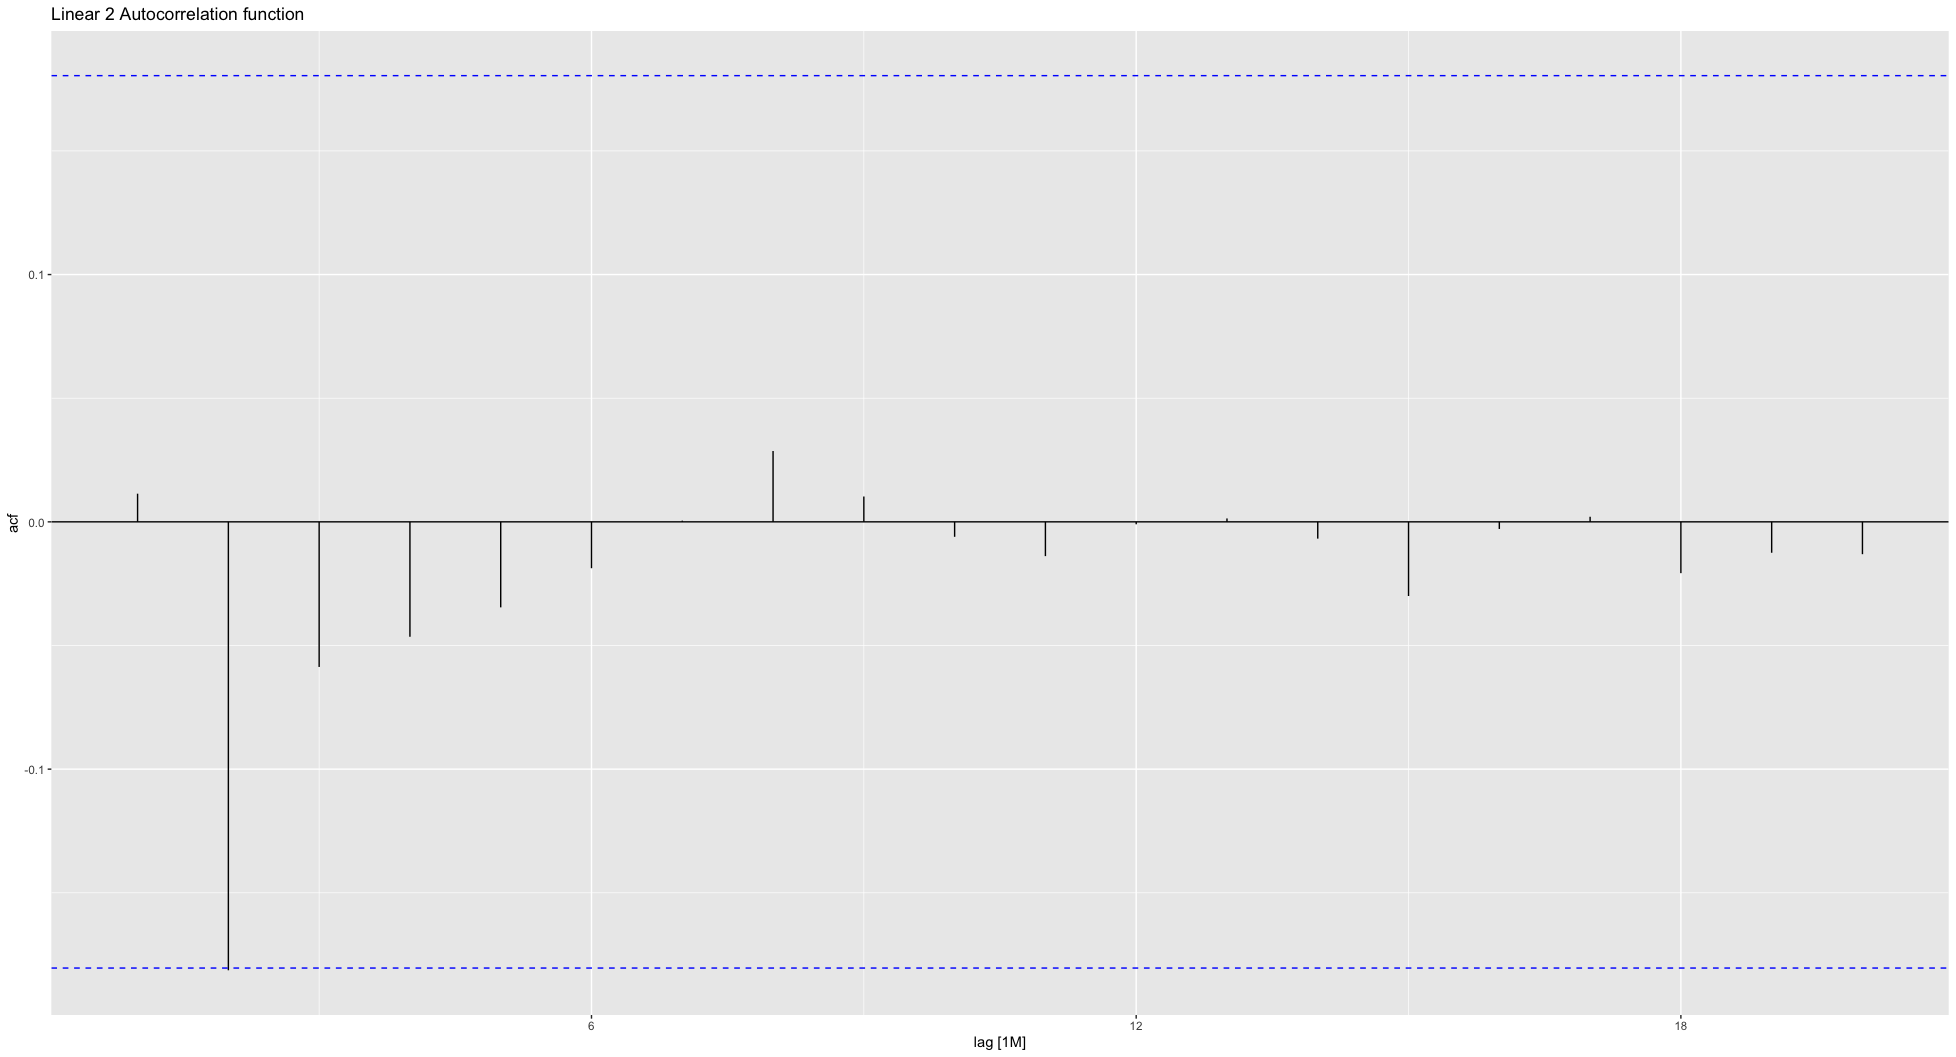 Linear 2 Autocorrelation function
acf
0.1
0.0
-0.1
6
12
18
lag [1M]